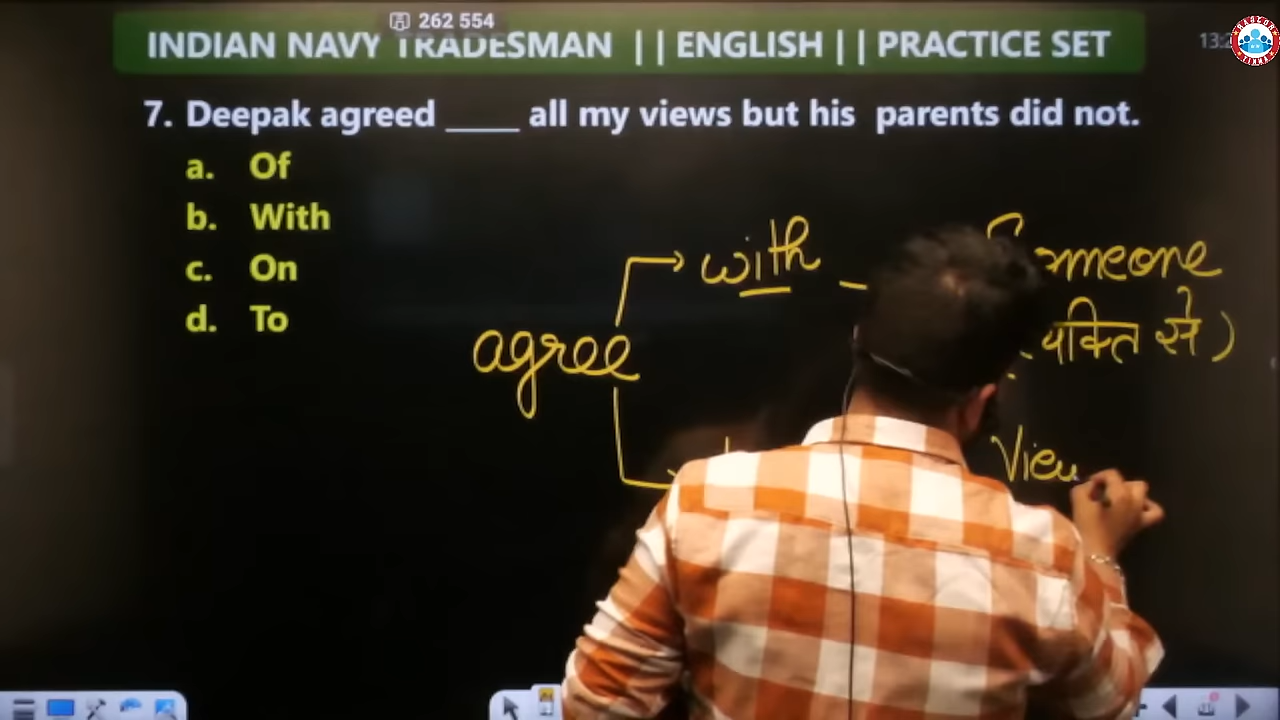 262 554
INDIAN NAVY TRADESMAN || ENGLISH || PRACTICE SET
7. Deepak agreed ____ all my views but his parents did not.
a. Of
b. With
c. On
d. To
with - Someone
से)
agree